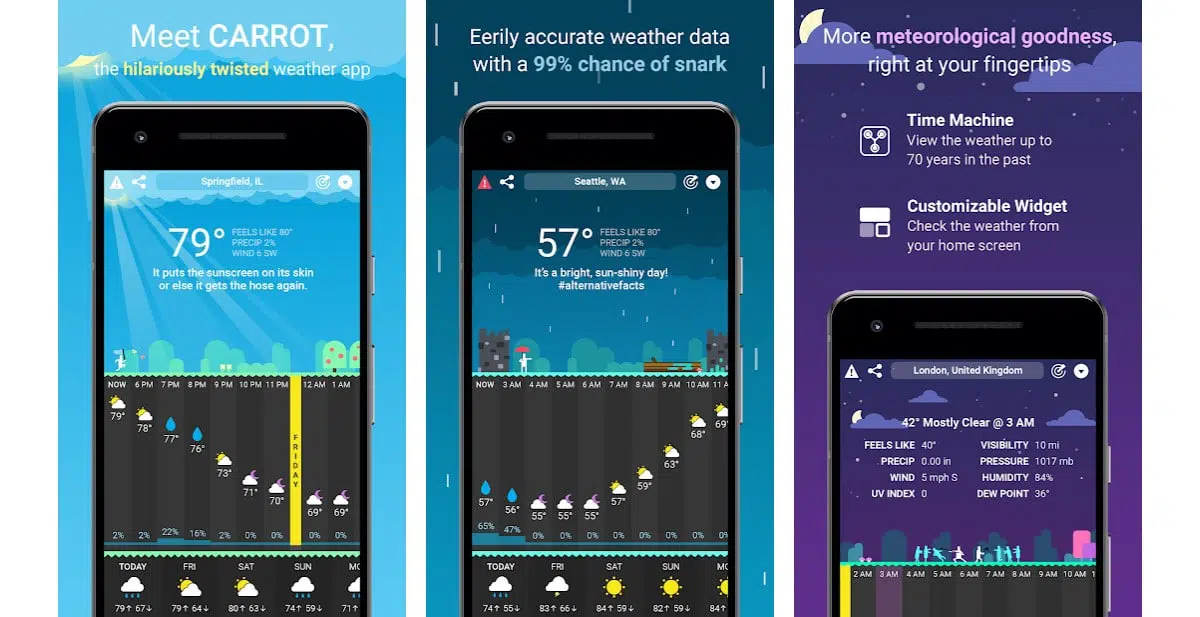 Meet CARROT,
the hilariously twisted weather app
Springfield, IL
79°
FEELS LIKE 80°
PRECIP 2%
WIND 6 SW
It puts the sunscreen on its skin
or else it gets the hose again.
NOW 6 PM 7 PM 8 PM 9 PM 10 PM 11 PM 12 AM 1 AM
79° 78° 77° 76° 73° 71° 70° 69° 69°
FRIDAY
2% 2% 22% 16% 2% 0% 0% 0% 0%
TODAY FRI SAT SUN MO
79↑ 67↓ 79↑ 64↓ 80↑ 63↓ 74↑ 59↓ 71↑
Eerily accurate weather data
with a 99% chance of snark
Seattle, WA
57°
FEELS LIKE 80°
PRECIP 2%
WIND 6 SW
It's a bright, sun-shiny day!
#alternativefacts
NOW 3 AM 4 AM 5 AM 6 AM 7 AM 8 AM 9 AM 10 AM 11 A
57° 56° 55° 55° 55° 57° 59° 63° 68° 69°
65% 47% 0% 0% 0% 0% 0% 0% 0% 0%
TODAY FRI SAT SUN MO
74↑ 55↓ 83↑ 66↓ 84↑ 59↓ 82↑ 59↓ 84↑
More meteorological goodness,
right at your fingertips
Time Machine
View the weather up to
70 years in the past
Customizable Widget
Check the weather from
your home screen
London, United Kingdom
42° Mostly Clear @ 3 AM
FEELS LIKE 40° VISIBILITY 10 mi
PRECIP 0.00 in PRESSURE 1017 mb
WIND 5 mph S HUMIDITY 84%
UV INDEX 0 DEW POINT 36°
2 AM 3 AM 4 AM 5 AM 6 AM 7 AM 8 AM 9 AM 10 AM 1